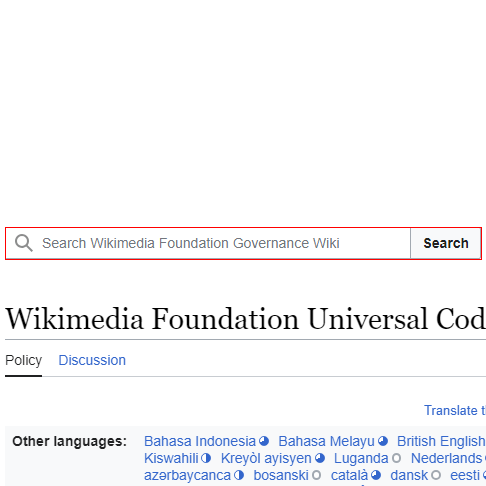 Search Wikimedia Foundation Governance Wiki Search
Wikimedia Foundation Universal Cod
Policy Discussion
Translate t
Other languages: Bahasa Indonesia Bahasa Melayu British English
Kiswahili Kreyòl ayisyen Luganda Nederlands
azərbaycanca bosanski català dansk eesti